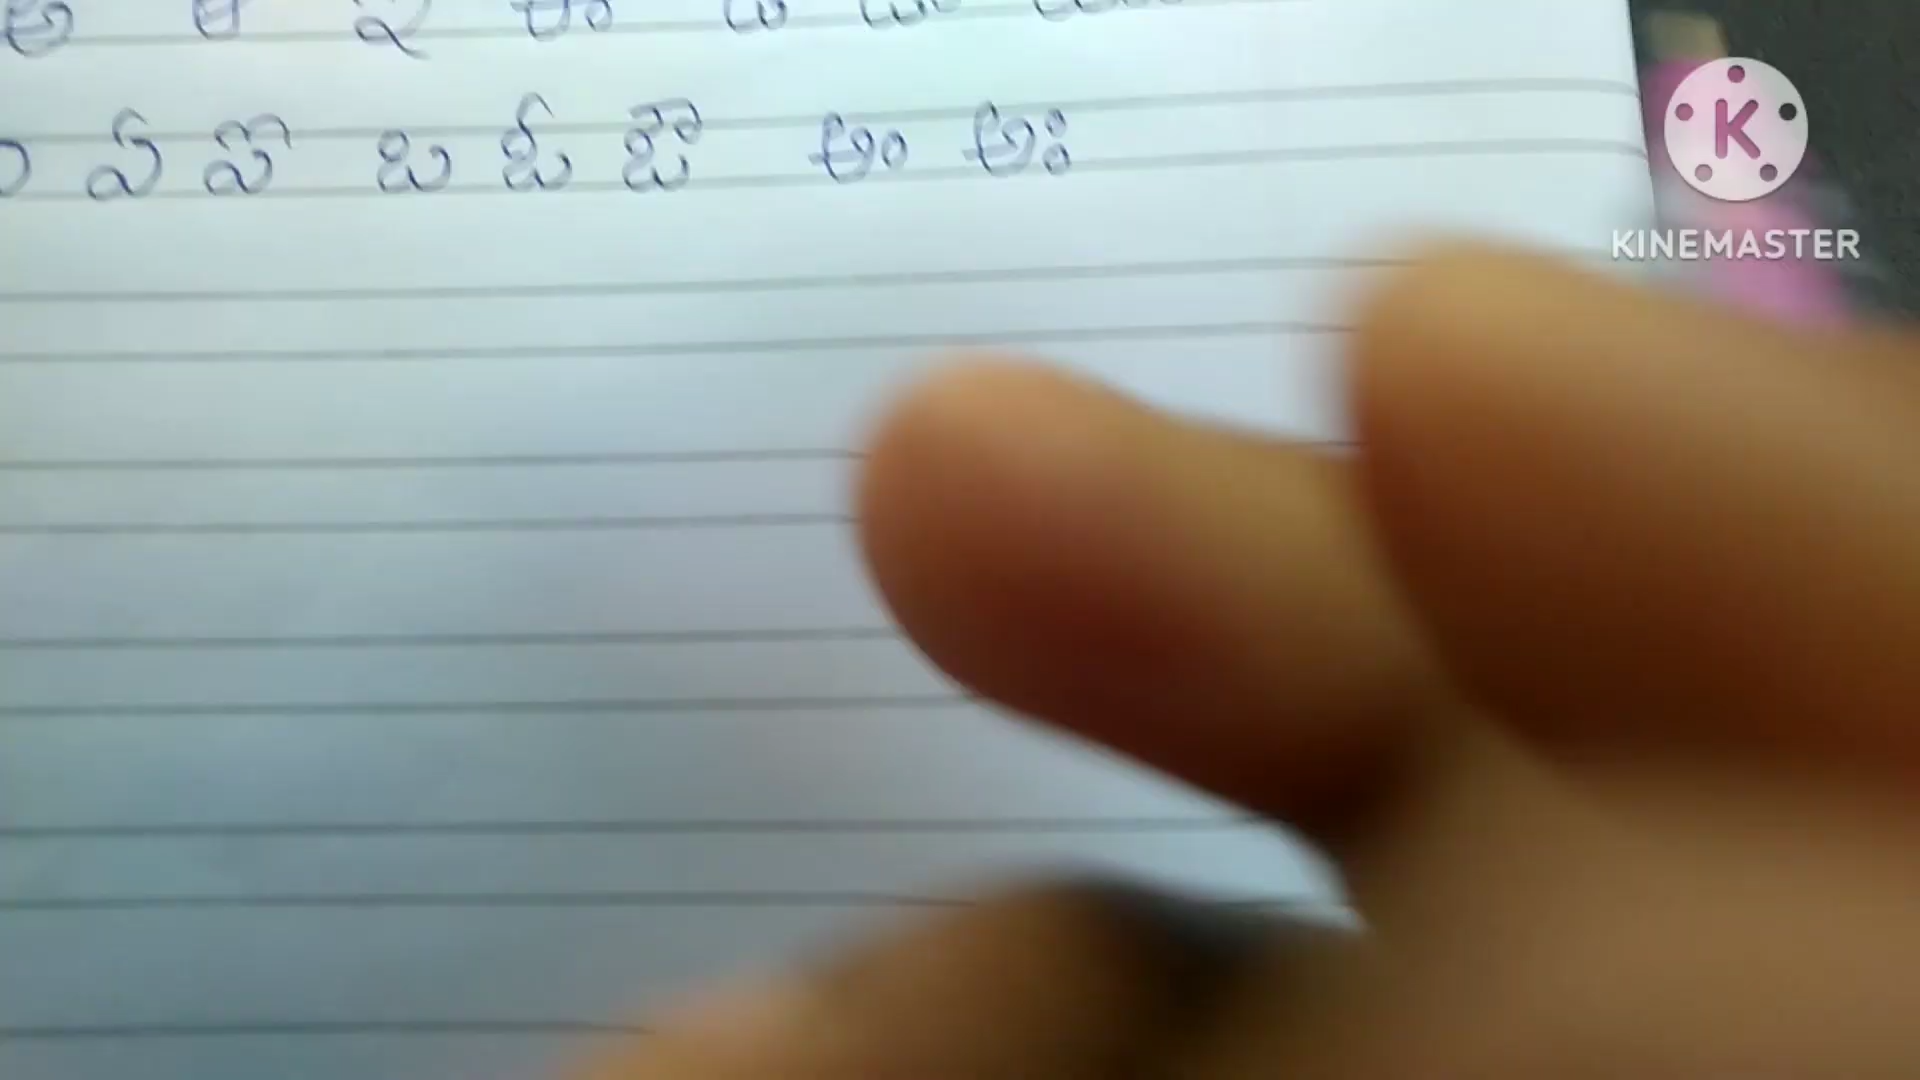 అ ఆ ఇ ఈ ఉ ఊ
ఏ ఐ ఒ ఓ ఔ అం అః
K
KINEMASTER